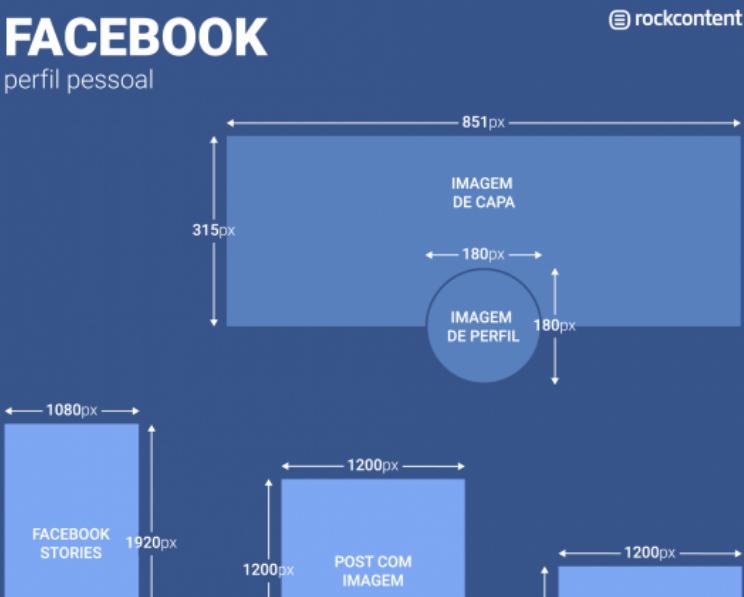 FACEBOOK
perfil pessoal
rockcontent
851px
IMAGEM
DE CAPA
315px
180px
IMAGEM
DE PERFIL
180px
1080px
FACEBOOK
STORIES
1920px
1200px
1200px
POST COM
IMAGEM
1200px